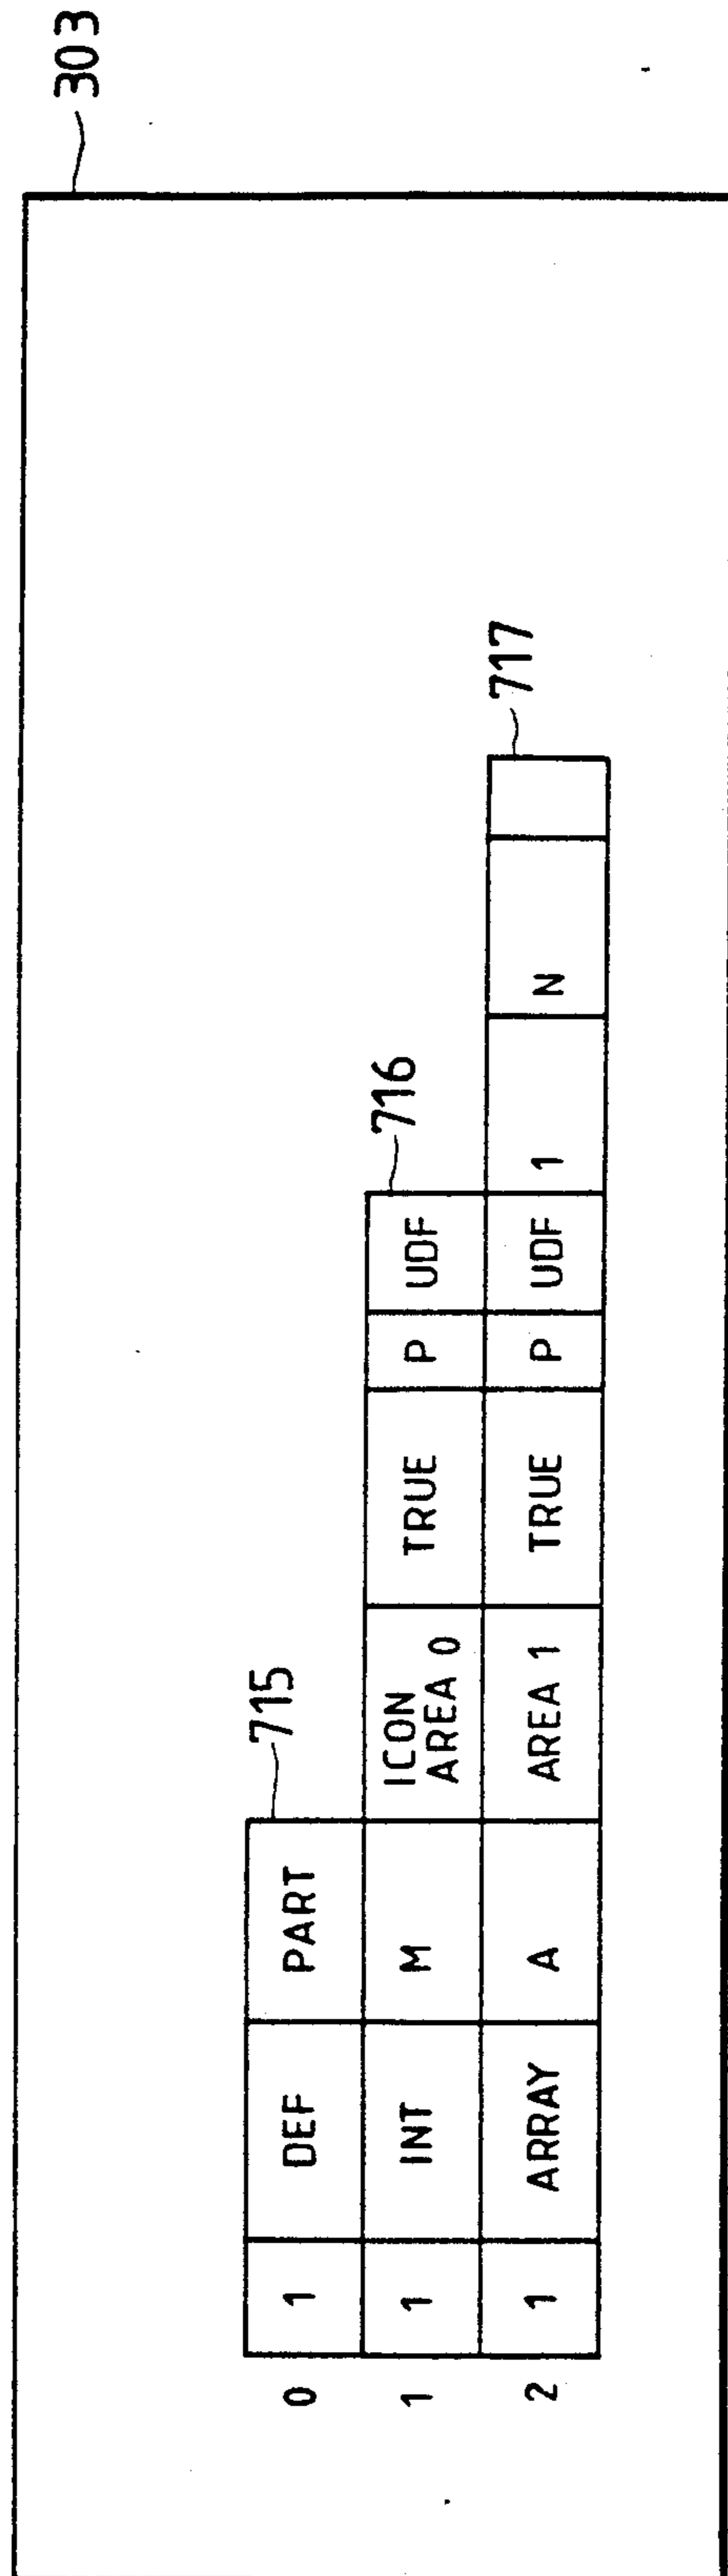 303
715
0 1 DEF PART
716
1 1 INT M ICON AREA 0 TRUE P UDF
717
2 1 ARRAY A AREA 1 TRUE P UDF 1 N